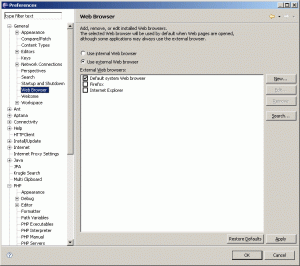 Preferences
type filter text
General
Appearance
Compare/Patch
Content Types
Editors
Keys
Network Connections
Perspectives
Search
Startup and Shutdown
Web Browser
Welcome
Workspace
Ant
Aptana
Connectivity
Help
HTTPClient
Install/Update
Internet
Internet Proxy Settings
Java
JPA
Krugle Search
Multi Clipboard
PHP
Appearance
Debug
Editor
Formatter
Path Variables
PHP Executables
PHP Interpreter
PHP Manual
PHP Servers
Web Browser
Add, remove, or edit installed Web browsers.
The selected Web browser will be used by default when Web pages are opened,
although some applications may always use the external browser.
Use internal Web browser
Use external Web browser
External Web browsers:
Default system Web browser
Firefox
Internet Explorer
New...
Edit
Remove
Search...
Restore Defaults
Apply
OK
Cancel